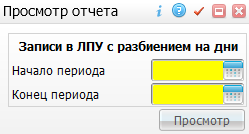 Просмотр отчета
Записи в ЛПУ с разбиением на дни
Начало периода
Конец периода
Просмотр